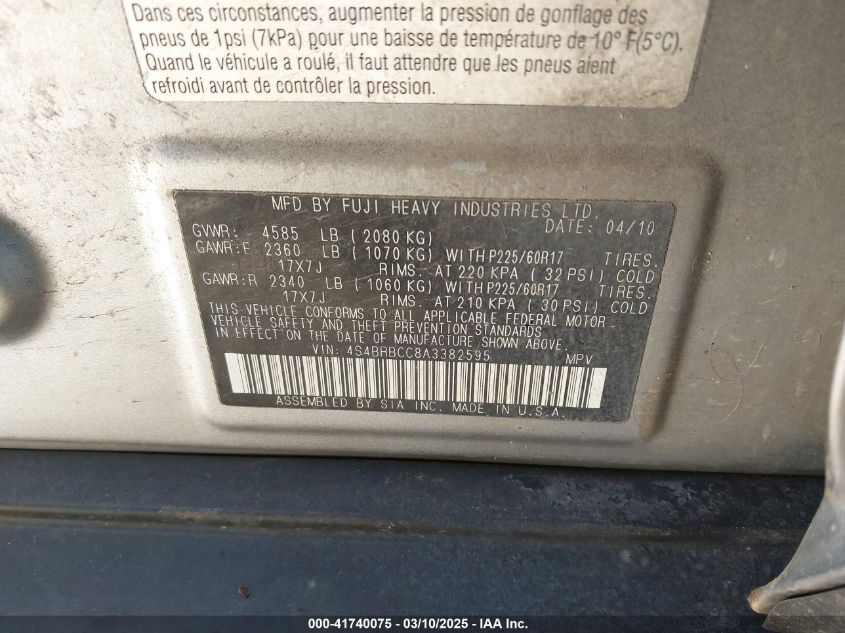 Dans ces circonstances, augmenter la pression de gonflage des
pneus de 1psi (7kPa) pour une baisse de température de 10° F(5°C).
Quand le véhicule a roulé, il faut attendre que les pneus aient
refroidi avant de contrôler la pression.
MFD BY FUJI HEAVY INDUSTRIES LTD.
DATE: 04/10
GVWR: 4585 LB (2080 KG)
GAWR:F 2360 LB (1070 KG) WITH P225/60R17 TIRES.
17X7J RIMS. AT 220 KPA (32 PSI) COLD
GAWR:R 2340 LB (1060 KG) WITH P225/60R17 TIRES.
17X7J RIMS. AT 210 KPA (30 PSI) COLD
THIS VEHICLE CONFORMS TO ALL APPLICABLE FEDERAL MOTOR
VEHICLE SAFETY AND THEFT PREVENTION STANDARDS
IN EFFECT ON THE DATE OF MANUFACTURE SHOWN ABOVE.
VIN: 4S4BRBCC8A3382595 MPV
ASSEMBLED BY SIA INC. MADE IN U.S.A.
000-41740075 - 03/10/2025 - IAA Inc.